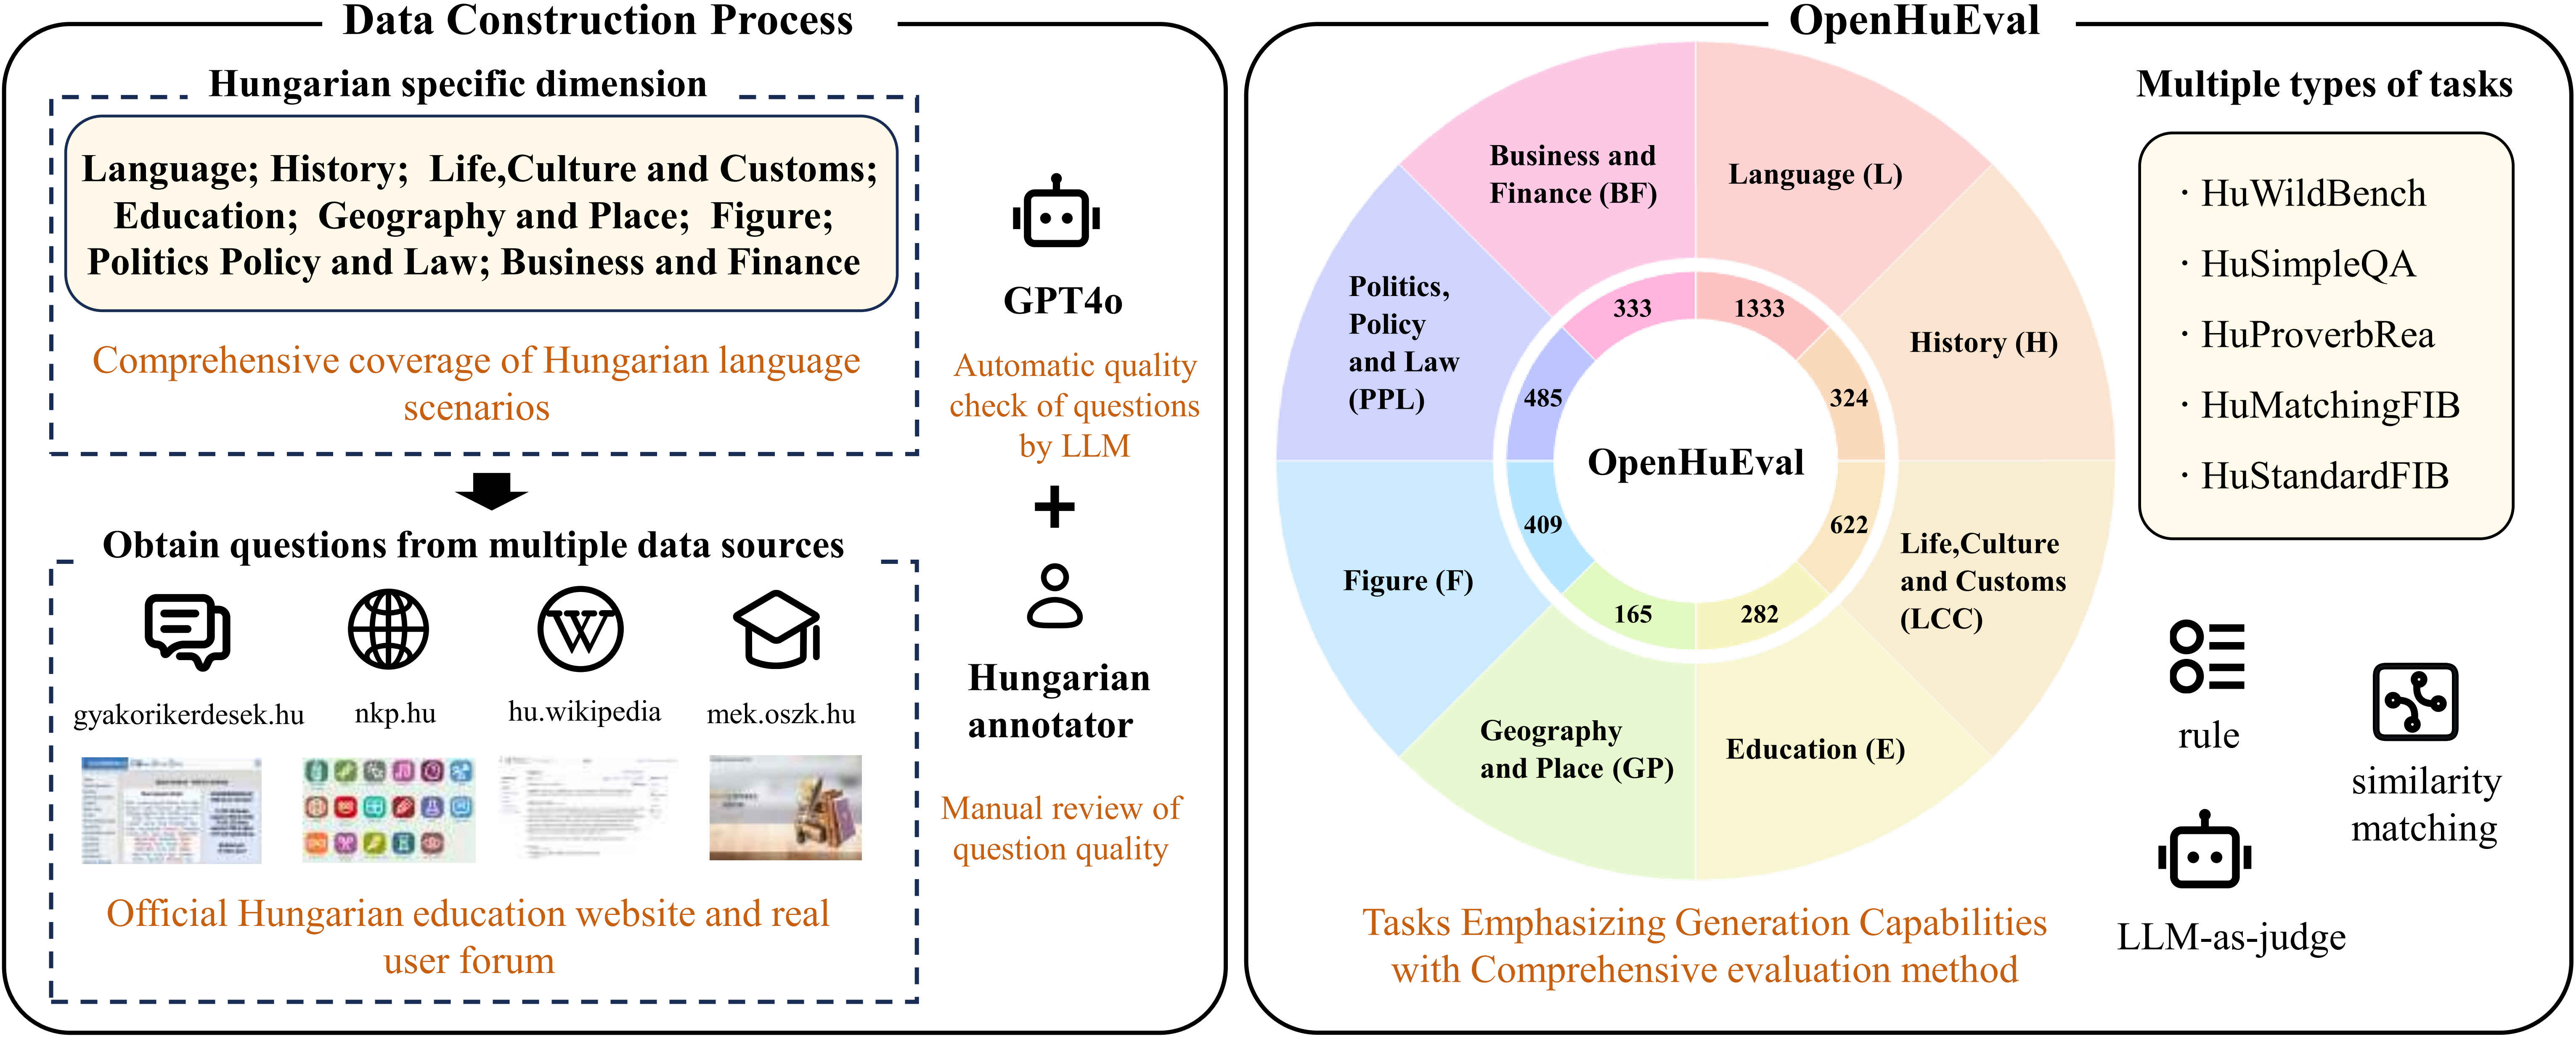 Data Construction Process
Hungarian specific dimension
Language; History; Life,Culture and Customs;
Education; Geography and Place; Figure;
Politics Policy and Law; Business and Finance
Comprehensive coverage of Hungarian language
scenarios
Obtain questions from multiple data sources
gyakorikerdesek.hu
nkp.hu
hu.wikipedia
mek.oszk.hu
Official Hungarian education website and real
user forum
GPT4o
Automatic quality
check of questions
by LLM
+
Hungarian
annotator
Manual review of
question quality
OpenHuEval
Business and
Finance (BF)
333
Language (L)
1333
History (H)
324
Life,Culture
and Customs
(LCC)
622
Education (E)
282
Geography
and Place (GP)
165
Figure (F)
409
Politics,
Policy
and Law
(PPL)
485
OpenHuEval
Tasks Emphasizing Generation Capabilities
with Comprehensive evaluation method
Multiple types of tasks
· HuWildBench
· HuSimpleQA
· HuProverbRea
· HuMatchingFIB
· HuStandardFIB
rule
similarity
matching
LLM-as-judge